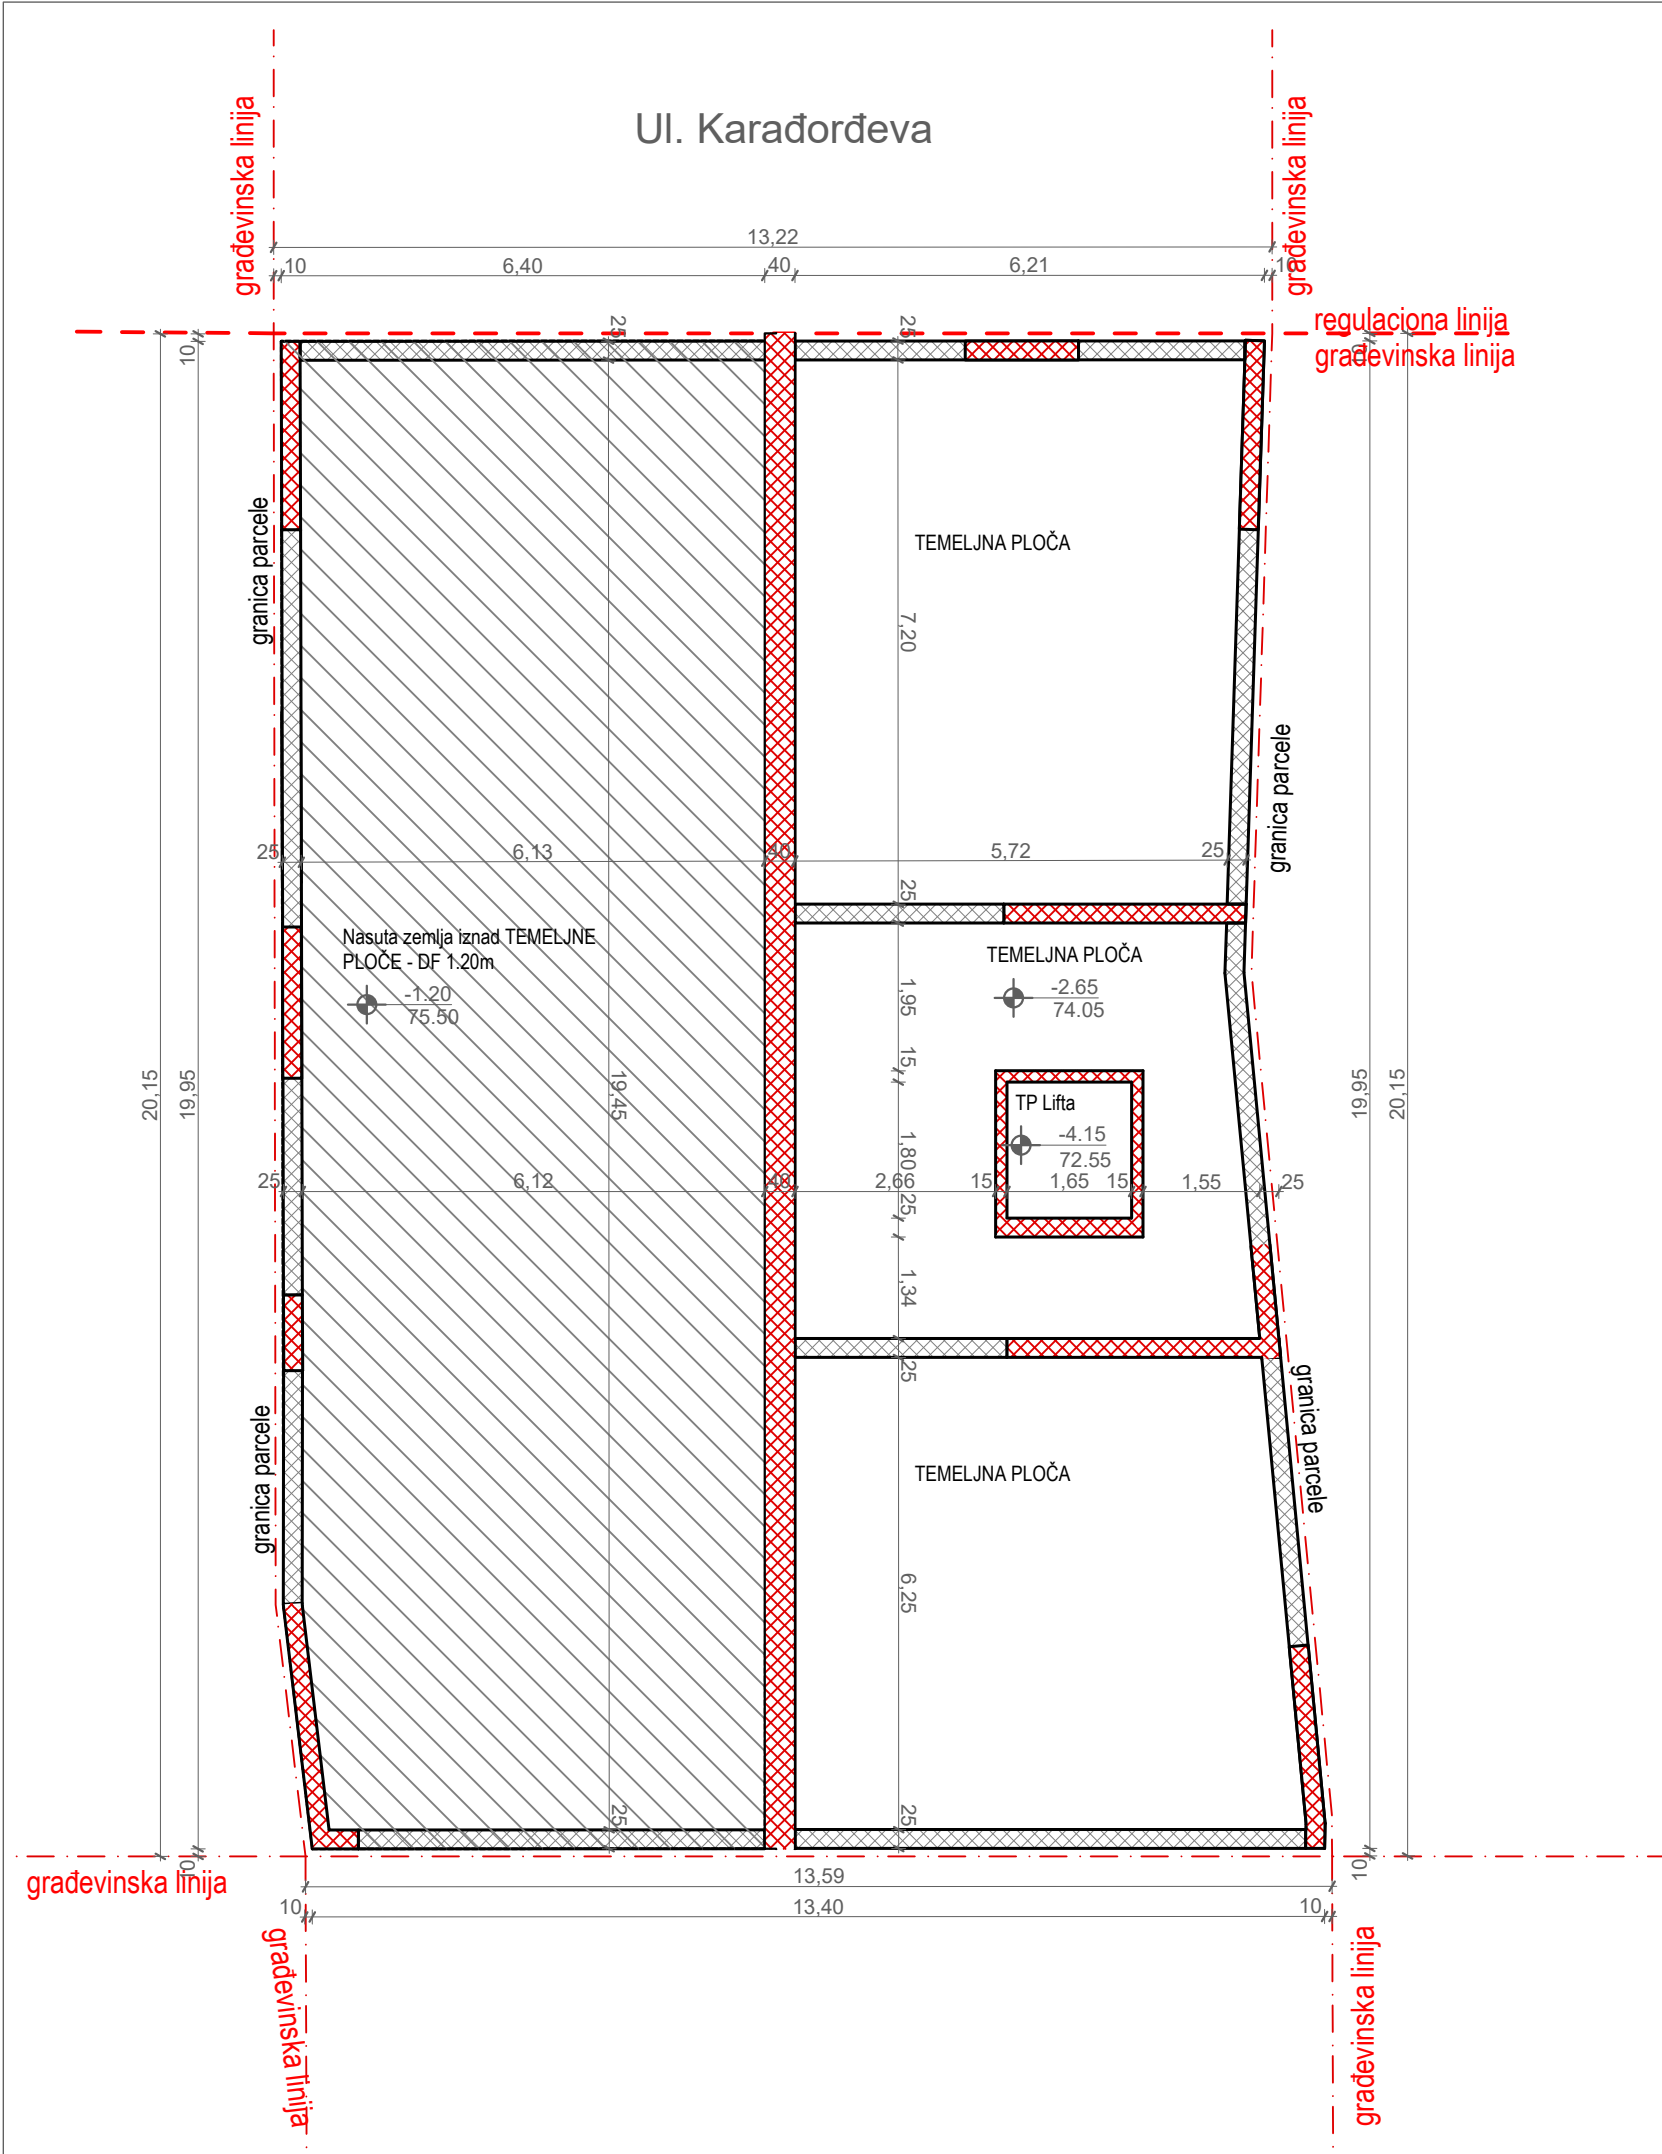 Ul. Karađorđeva
građevinska linija
građevinska linija
13,22
10
6,40
40
6,21
10
regulaciona linija
građevinska linija
10
25
25
10
granica parcele
TEMELJNA PLOČA
7,20
granica parcele
25
6,13
40
5,72
25
25
Nasuta zemlja iznad TEMELJNE
PLOČE - DF 1.20m
-1.20
75.50
TEMELJNA PLOČA
-2.65
74.05
1,95
15
20,15
19,95
19,45
TP Lifta
-4.15
72.55
19,95
20,15
1,80
25
6,12
40
2,66
15
1,65
15
1,55
25
25
1,34
25
granica parcele
granica parcele
TEMELJNA PLOČA
6,25
25
25
10
10
građevinska linija
13,59
10
13,40
10
građevinska linija
građevinska linija